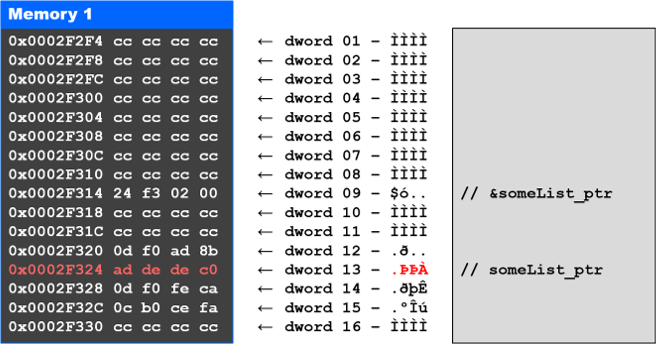 Memory 1
0x0002F2F4 cc cc cc cc ← dword 01 - ÌÌÌÌ
0x0002F2F8 cc cc cc cc ← dword 02 - ÌÌÌÌ
0x0002F2FC cc cc cc cc ← dword 03 - ÌÌÌÌ
0x0002F300 cc cc cc cc ← dword 04 - ÌÌÌÌ
0x0002F304 cc cc cc cc ← dword 05 - ÌÌÌÌ
0x0002F308 cc cc cc cc ← dword 06 - ÌÌÌÌ
0x0002F30C cc cc cc cc ← dword 07 - ÌÌÌÌ
0x0002F310 cc cc cc cc ← dword 08 - ÌÌÌÌ
0x0002F314 24 f3 02 00 ← dword 09 - $ó.. // &someList_ptr
0x0002F318 cc cc cc cc ← dword 10 - ÌÌÌÌ
0x0002F31C cc cc cc cc ← dword 11 - ÌÌÌÌ
0x0002F320 0d f0 ad 8b ← dword 12 - .ð..
0x0002F324 ad de de c0 ← dword 13 - .ÞÞÀ // someList_ptr
0x0002F328 0d f0 fe ca ← dword 14 - .ðþÊ
0x0002F32C 0c b0 ce fa ← dword 15 - .°Îú
0x0002F330 cc cc cc cc ← dword 16 - ÌÌÌÌ